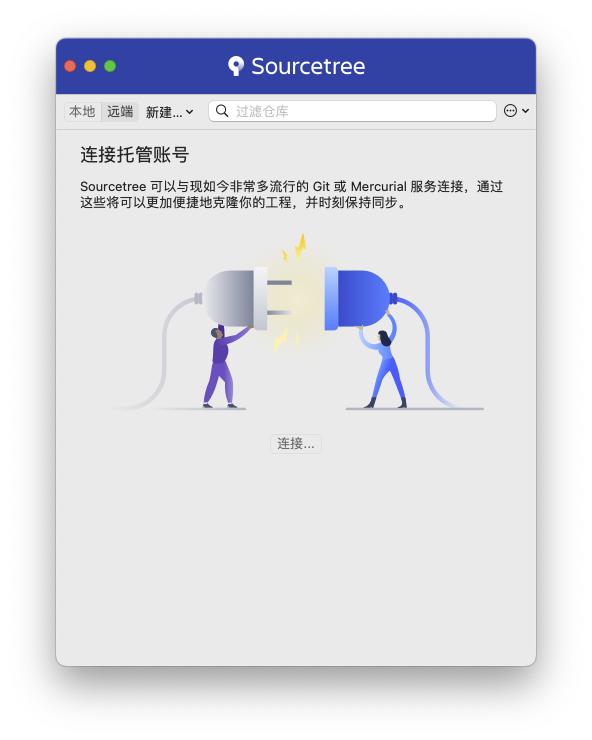 Sourcetree
本地 远端 新建... 过滤仓库
连接托管账号
Sourcetree 可以与现如今非常多流行的 Git 或 Mercurial 服务连接，通过
这些将可以更加便捷地克隆你的工程，并时刻保持同步。
连接...